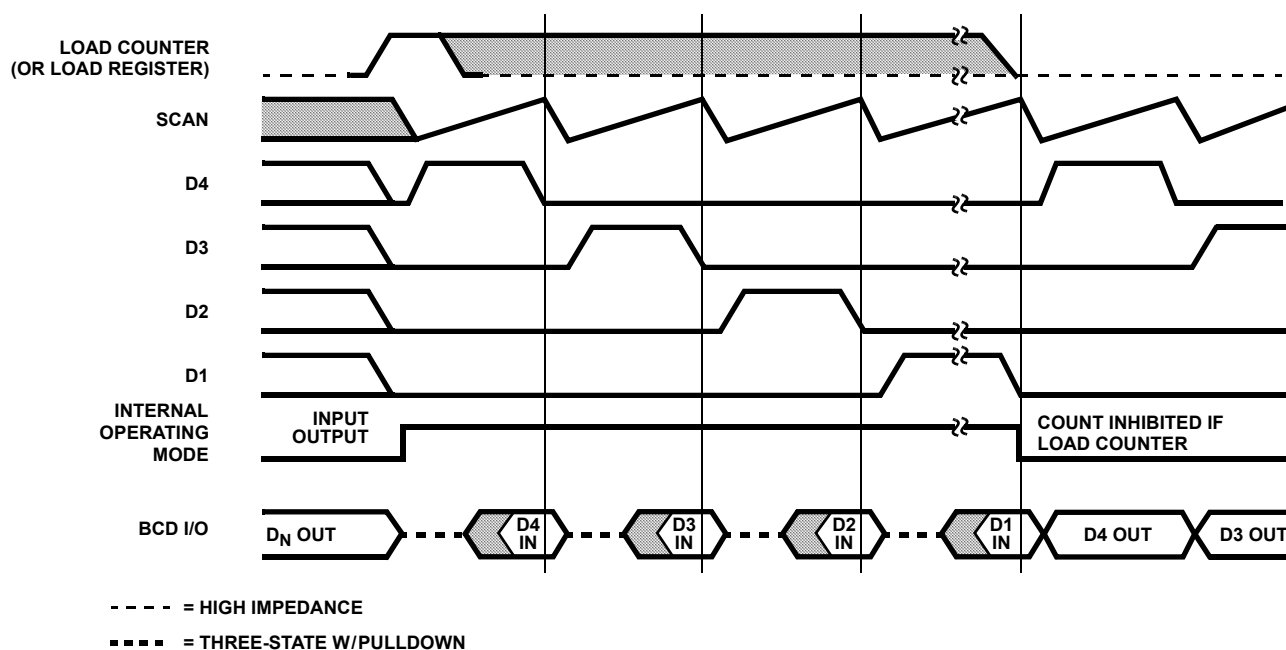 LOAD COUNTER
(OR LOAD REGISTER)
SCAN
D4
D3
D2
D1
INTERNAL
OPERATING
MODE
INPUT
OUTPUT
COUNT INHIBITED IF
LOAD COUNTER
BCD I/O
DN OUT
D4
IN
D3
IN
D2
IN
D1
IN
D4 OUT
D3 OUT
= HIGH IMPEDANCE
= THREE-STATE W/PULLDOWN